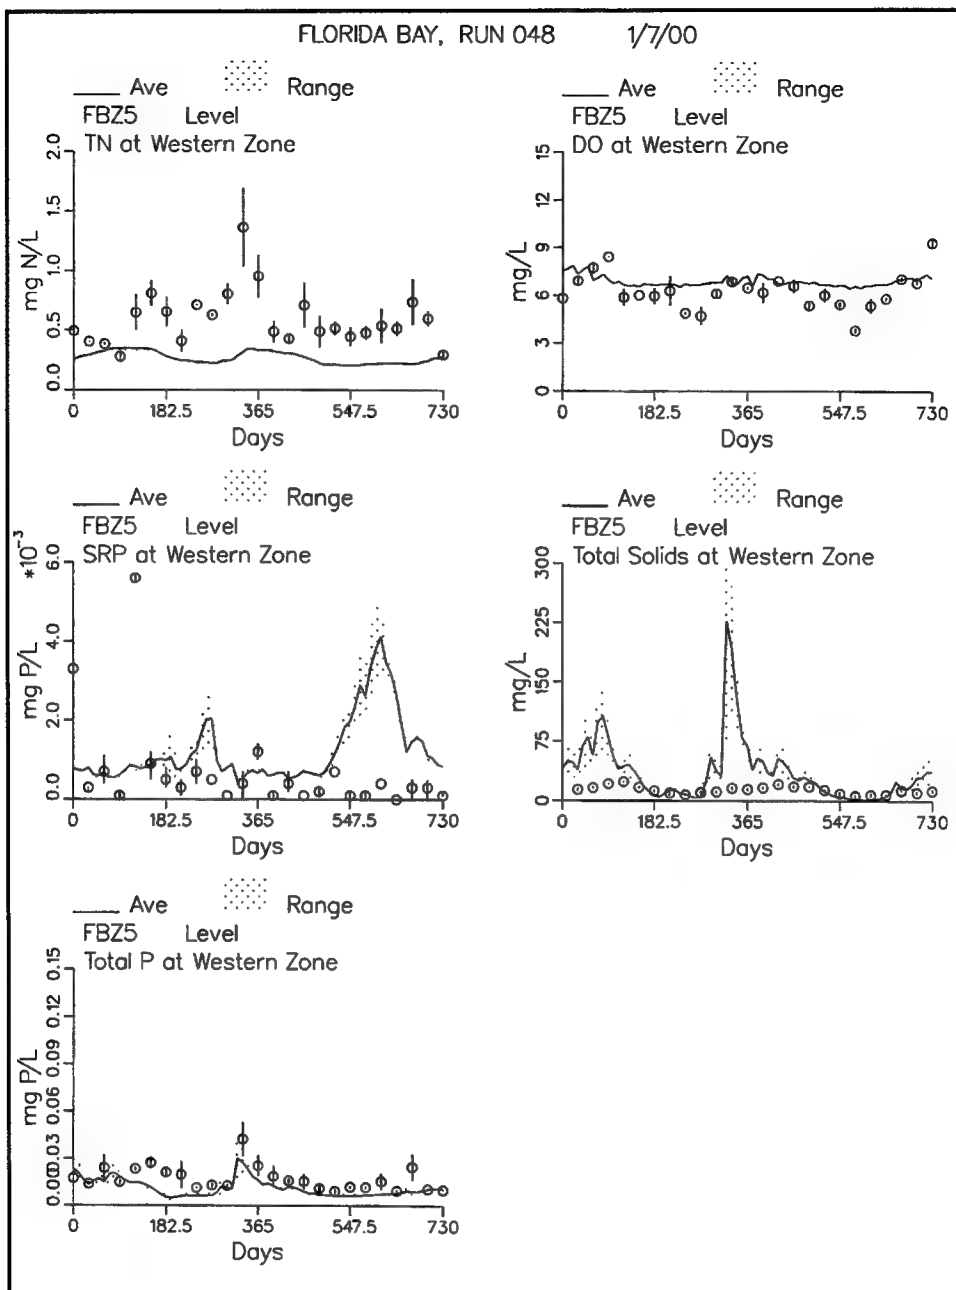 FLORIDA BAY, RUN 048 1/7/00
Ave Range
FBZ5 Level
TN at Western Zone
mg N/L
0.0 0.5 1.0 1.5 2.0
0 182.5 365 547.5 730
Days
Ave Range
FBZ5 Level
DO at Western Zone
mg/L
0 3 6 9 12 15
0 182.5 365 547.5 730
Days
Ave Range
FBZ5 Level
SRP at Western Zone
*10-3
mg P/L
0.0 2.0 4.0 6.0
0 182.5 365 547.5 730
Days
Ave Range
FBZ5 Level
Total Solids at Western Zone
mg/L
0 75 150 225 300
0 182.5 365 547.5 730
Days
Ave Range
FBZ5 Level
Total P at Western Zone
mg P/L
0.00 0.03 0.06 0.09 0.12 0.15
0 182.5 365 547.5 730
Days